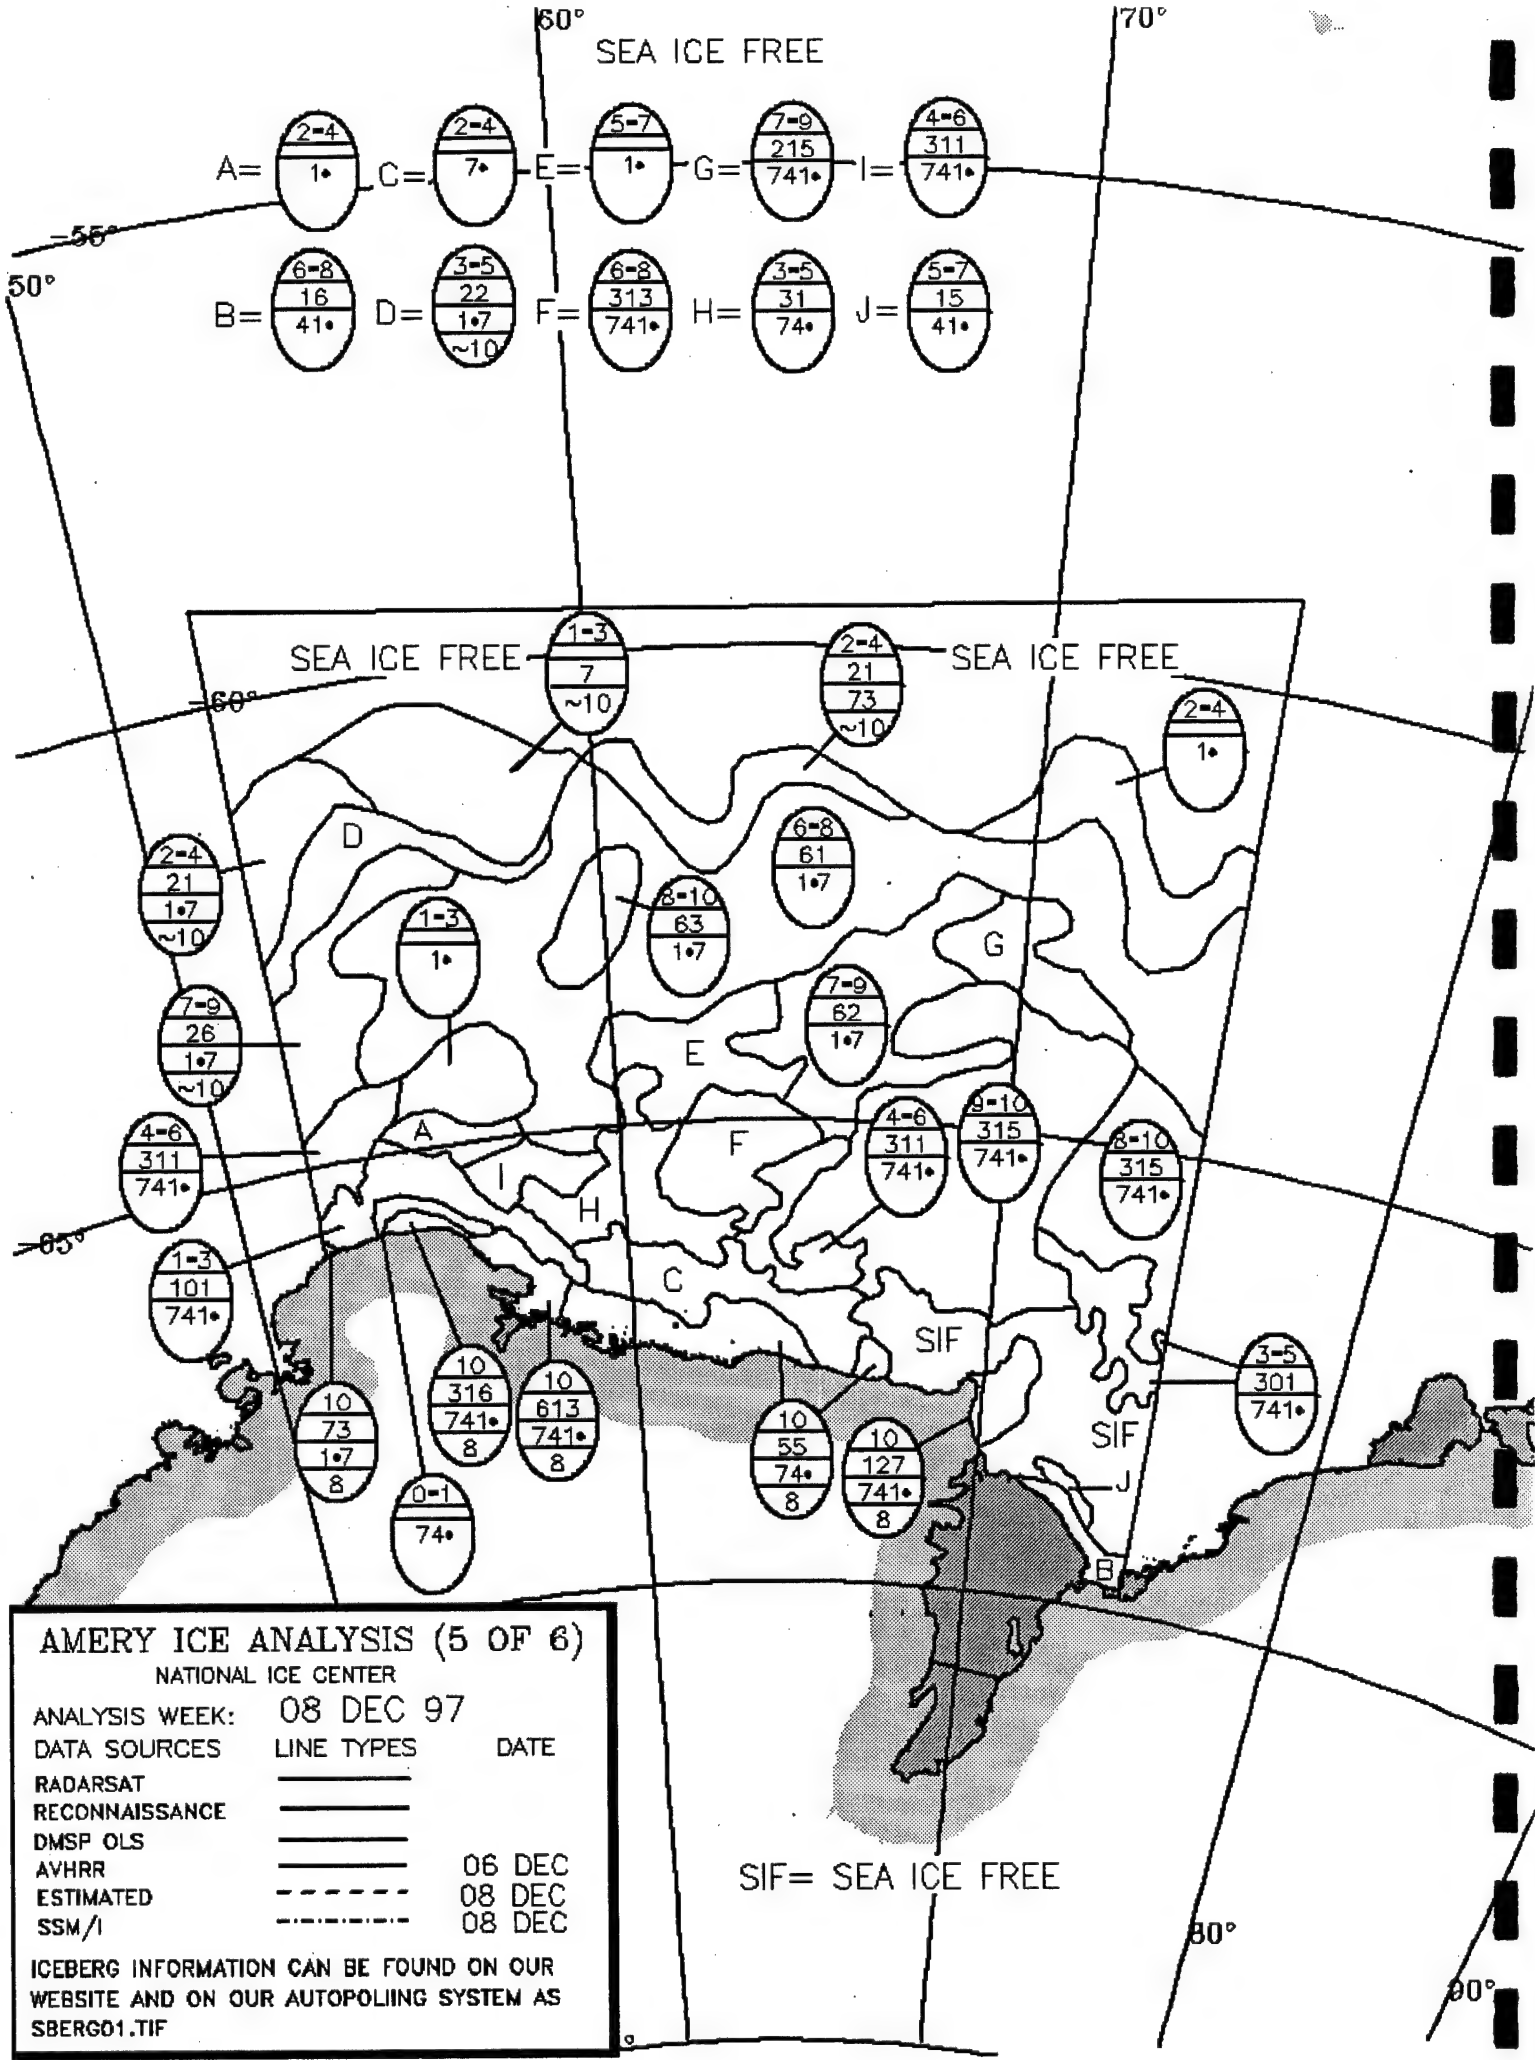 60°
70°
SEA ICE FREE
A=
2-4
1•
C=
2-4
7•
E=
5-7
1•
G=
7-9
215
741•
I=
4-6
311
741•
-55°
50°
B=
6-8
16
41•
D=
3-5
22
1•7
~10
F=
6-8
313
741•
H=
3-5
31
74•
J=
5-7
15
41•
SEA ICE FREE
1-3
7
~10
2-4
21
73
~10
SEA ICE FREE
-60°
2-4
1•
D
6-8
61
1•7
2-4
21
1•7
~10
1-3
1•
8-10
63
1•7
G
7-9
26
1•7
~10
7-9
62
1•7
E
4-6
311
741•
A
F
4-6
311
741•
9-10
315
741•
8-10
315
741•
I
H
-65°
1-3
101
741•
C
SIF
3-5
301
741•
10
73
1•7
8
10
316
741•
8
10
613
741•
8
10
55
74•
8
10
127
741•
8
SIF
J
0-1
74•
B
AMERY ICE ANALYSIS (5 OF 6)
NATIONAL ICE CENTER
ANALYSIS WEEK: 08 DEC 97
DATA SOURCES LINE TYPES DATE
RADARSAT
RECONNAISSANCE
DMSP OLS
AVHRR 06 DEC
ESTIMATED 08 DEC
SSM/I 08 DEC
ICEBERG INFORMATION CAN BE FOUND ON OUR
WEBSITE AND ON OUR AUTOPOLIING SYSTEM AS
SBERG01.TIF
SIF= SEA ICE FREE
80°
90°